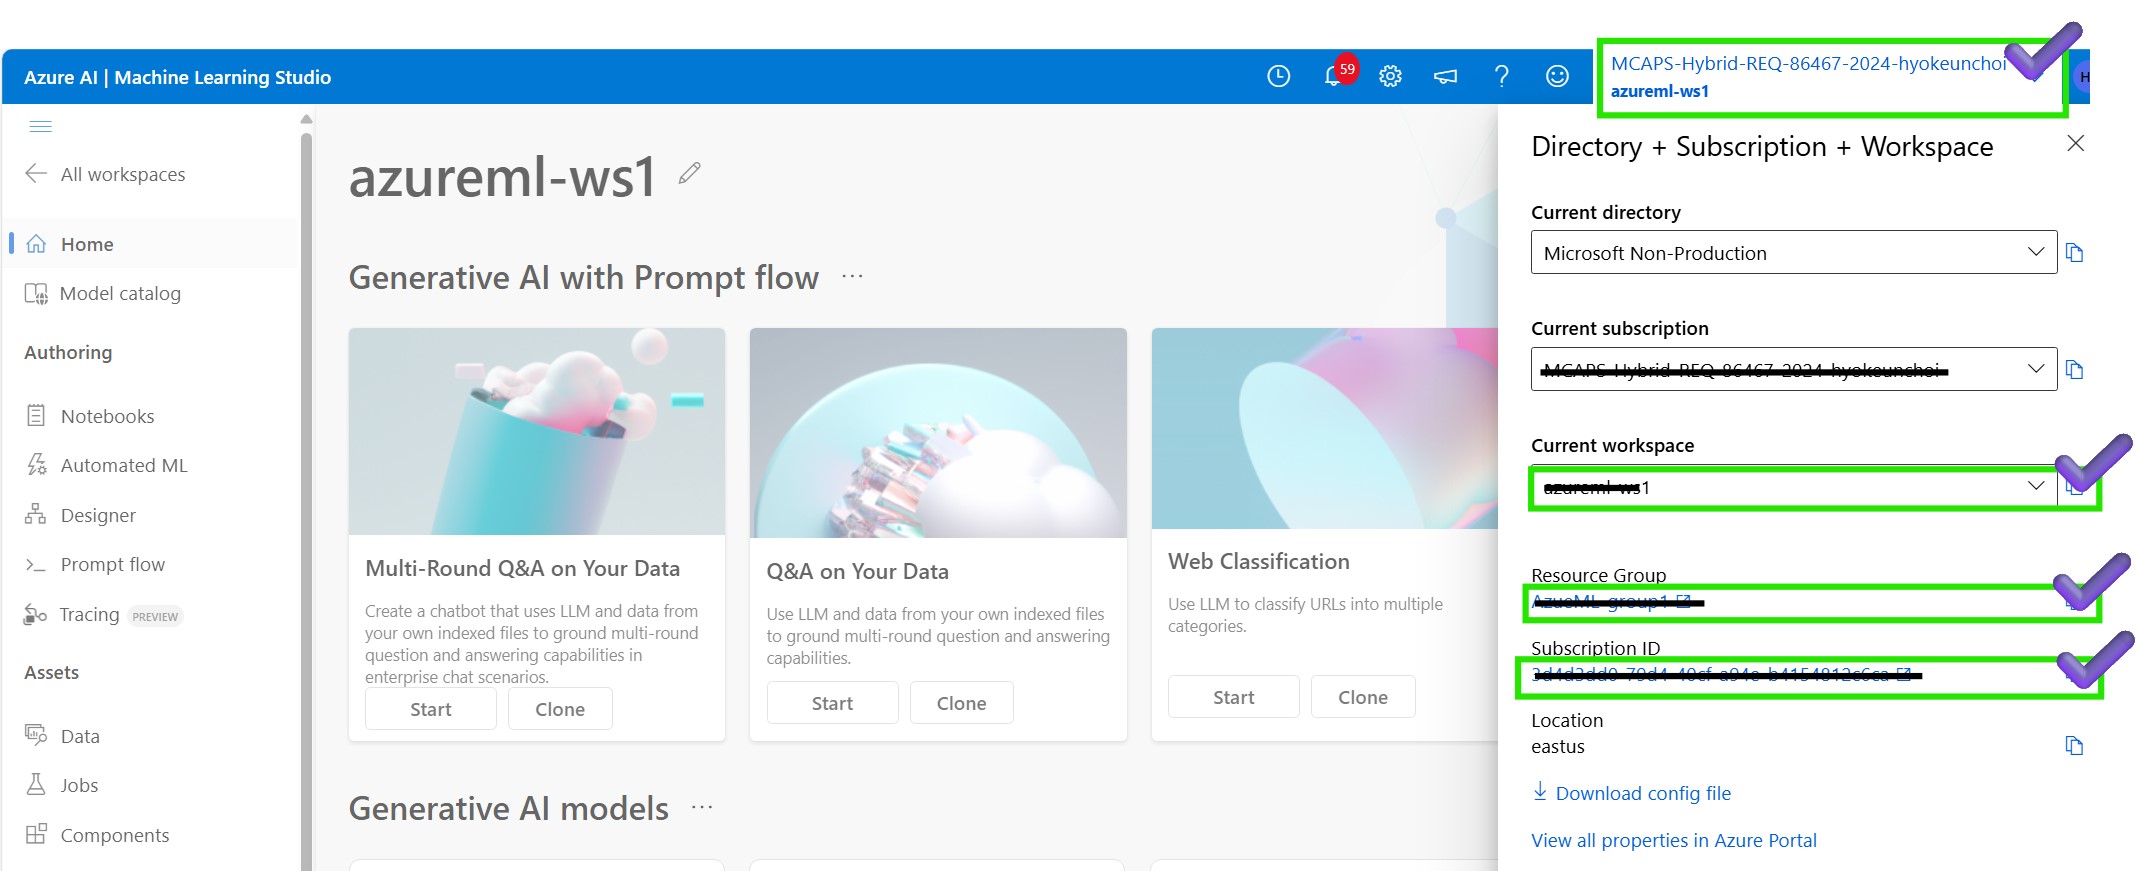 Azure AI | Machine Learning Studio
59
MCAPS-Hybrid-REQ-86467-2024-hyokeunchoi
azureml-ws1
H
All workspaces
Home
Model catalog
Authoring
Notebooks
Automated ML
Designer
Prompt flow
Tracing PREVIEW
Assets
Data
Jobs
Components
azureml-ws1
Generative AI with Prompt flow ...
Multi-Round Q&A on Your Data
Create a chatbot that uses LLM and data from
your own indexed files to ground multi-round
question and answering capabilities in
enterprise chat scenarios.
Start
Clone
Q&A on Your Data
Use LLM and data from your own indexed files
to ground multi-round question and answering
capabilities.
Start
Clone
Web Classification
Use LLM to classify URLs into multiple
categories.
Start
Clone
Generative AI models ...
Directory + Subscription + Workspace
Current directory
Microsoft Non-Production
Current subscription
Current workspace
Resource Group
Subscription ID
Location
eastus
Download config file
View all properties in Azure Portal